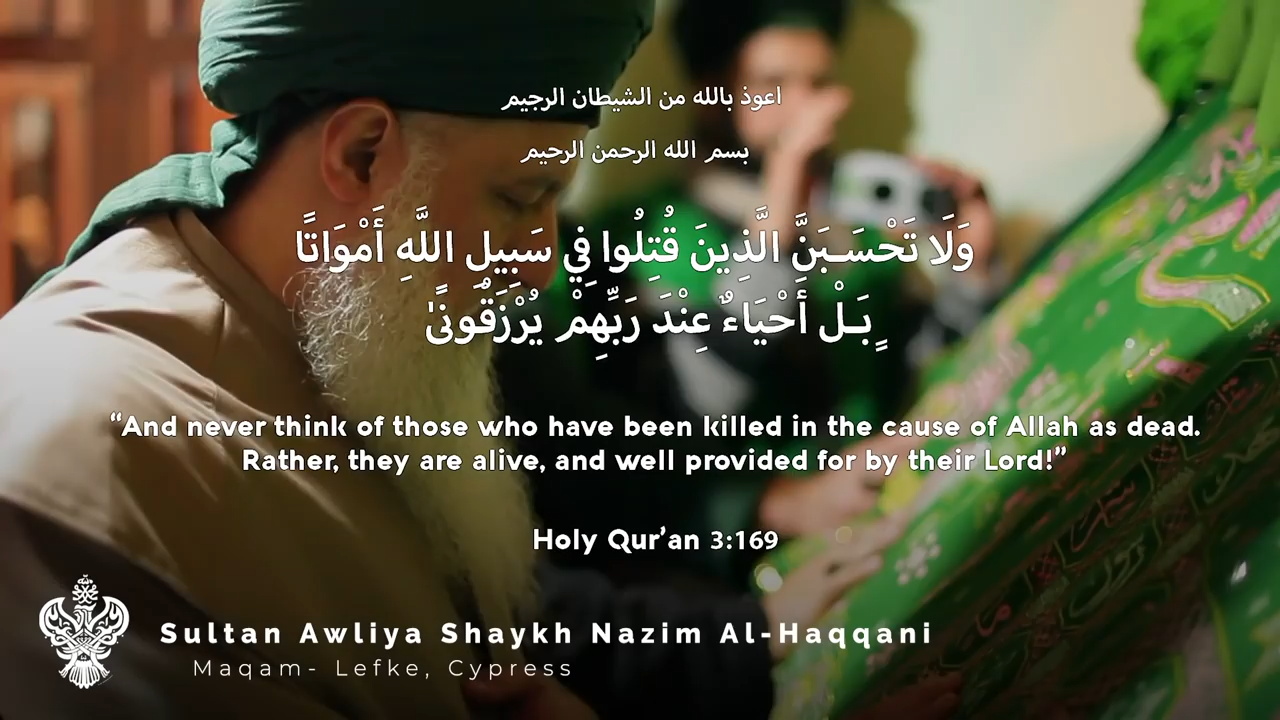 اعوذ بالله من الشيطان الرجيم
بسم الله الرحمن الرحيم
وَلَا تَحْسَـبَنَّ الَّذِينَ قُتِلُوا فِي سَبِيلِ اللَّهِ أَمْوَاتًا
بَـلْ أَحْيَاءٌ عِنْدَ رَبِّهِمْ يُرْزَقُونَ
“And never think of those who have been killed in the cause of Allah as dead.
Rather, they are alive, and well provided for by their Lord!”
Holy Qur’an 3:169
Sultan Awliya Shaykh Nazim Al-Haqqani
Maqam- Lefke, Cypress